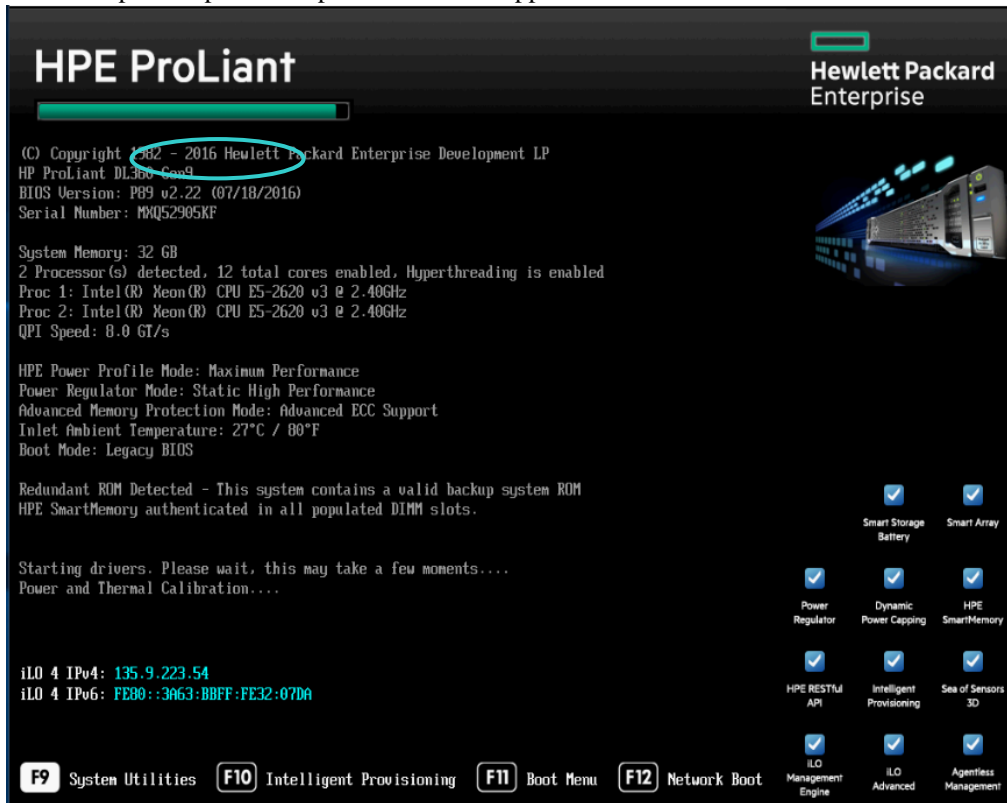 HPE ProLiant
Hewlett Packard
Enterprise
(C) Copyright 1982 - 2016 Hewlett Packard Enterprise Development LP
HP ProLiant DL360 Gen9
BIOS Version: P89 v2.22 (07/18/2016)
Serial Number: MXQ52905KF
System Memory: 32 GB
2 Processor(s) detected, 12 total cores enabled, Hyperthreading is enabled
Proc 1: Intel(R) Xeon(R) CPU E5-2620 v3 @ 2.40GHz
Proc 2: Intel(R) Xeon(R) CPU E5-2620 v3 @ 2.40GHz
QPI Speed: 8.0 GT/s
HPE Power Profile Mode: Maximum Performance
Power Regulator Mode: Static High Performance
Advanced Memory Protection Mode: Advanced ECC Support
Inlet Ambient Temperature: 27°C / 80°F
Boot Mode: Legacy BIOS
Redundant ROM Detected - This system contains a valid backup system ROM
HPE SmartMemory authenticated in all populated DIMM slots.
Starting drivers. Please wait, this may take a few moments....
Power and Thermal Calibration....
iLO 4 IPv4: 135.9.223.54
iLO 4 IPv6: FE80::3A63:BBFF:FE32:07DA
Smart Storage
Battery
Smart Array
Power
Regulator
Dynamic
Power Capping
HPE
SmartMemory
HPE RESTful
API
Intelligent
Provisioning
Sea of Sensors
3D
iLO
Management
Engine
iLO
Advanced
Agentless
Management
F9 System Utilities F10 Intelligent Provisioning F11 Boot Menu F12 Network Boot